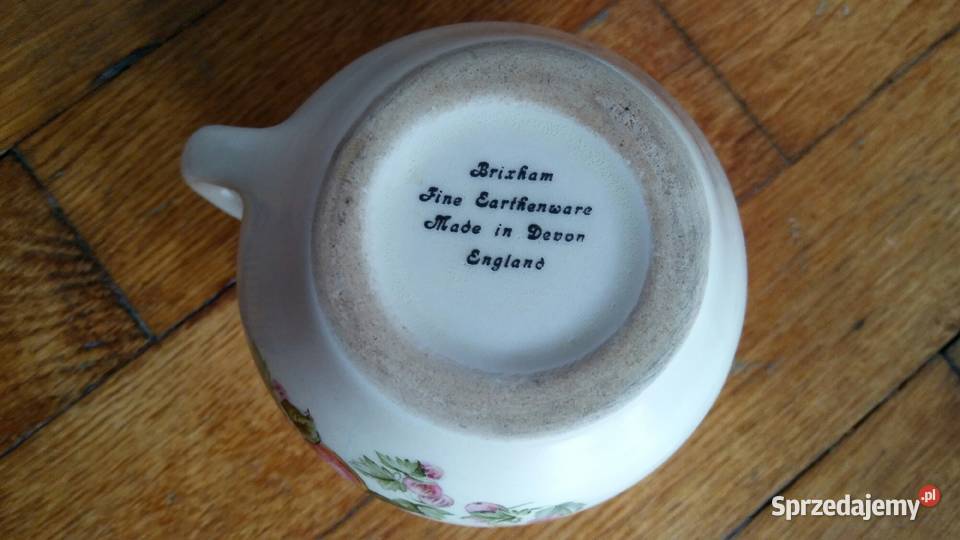 Brixham
Fine Earthenware
Made in Devon
England
Sprzedajemy.pl